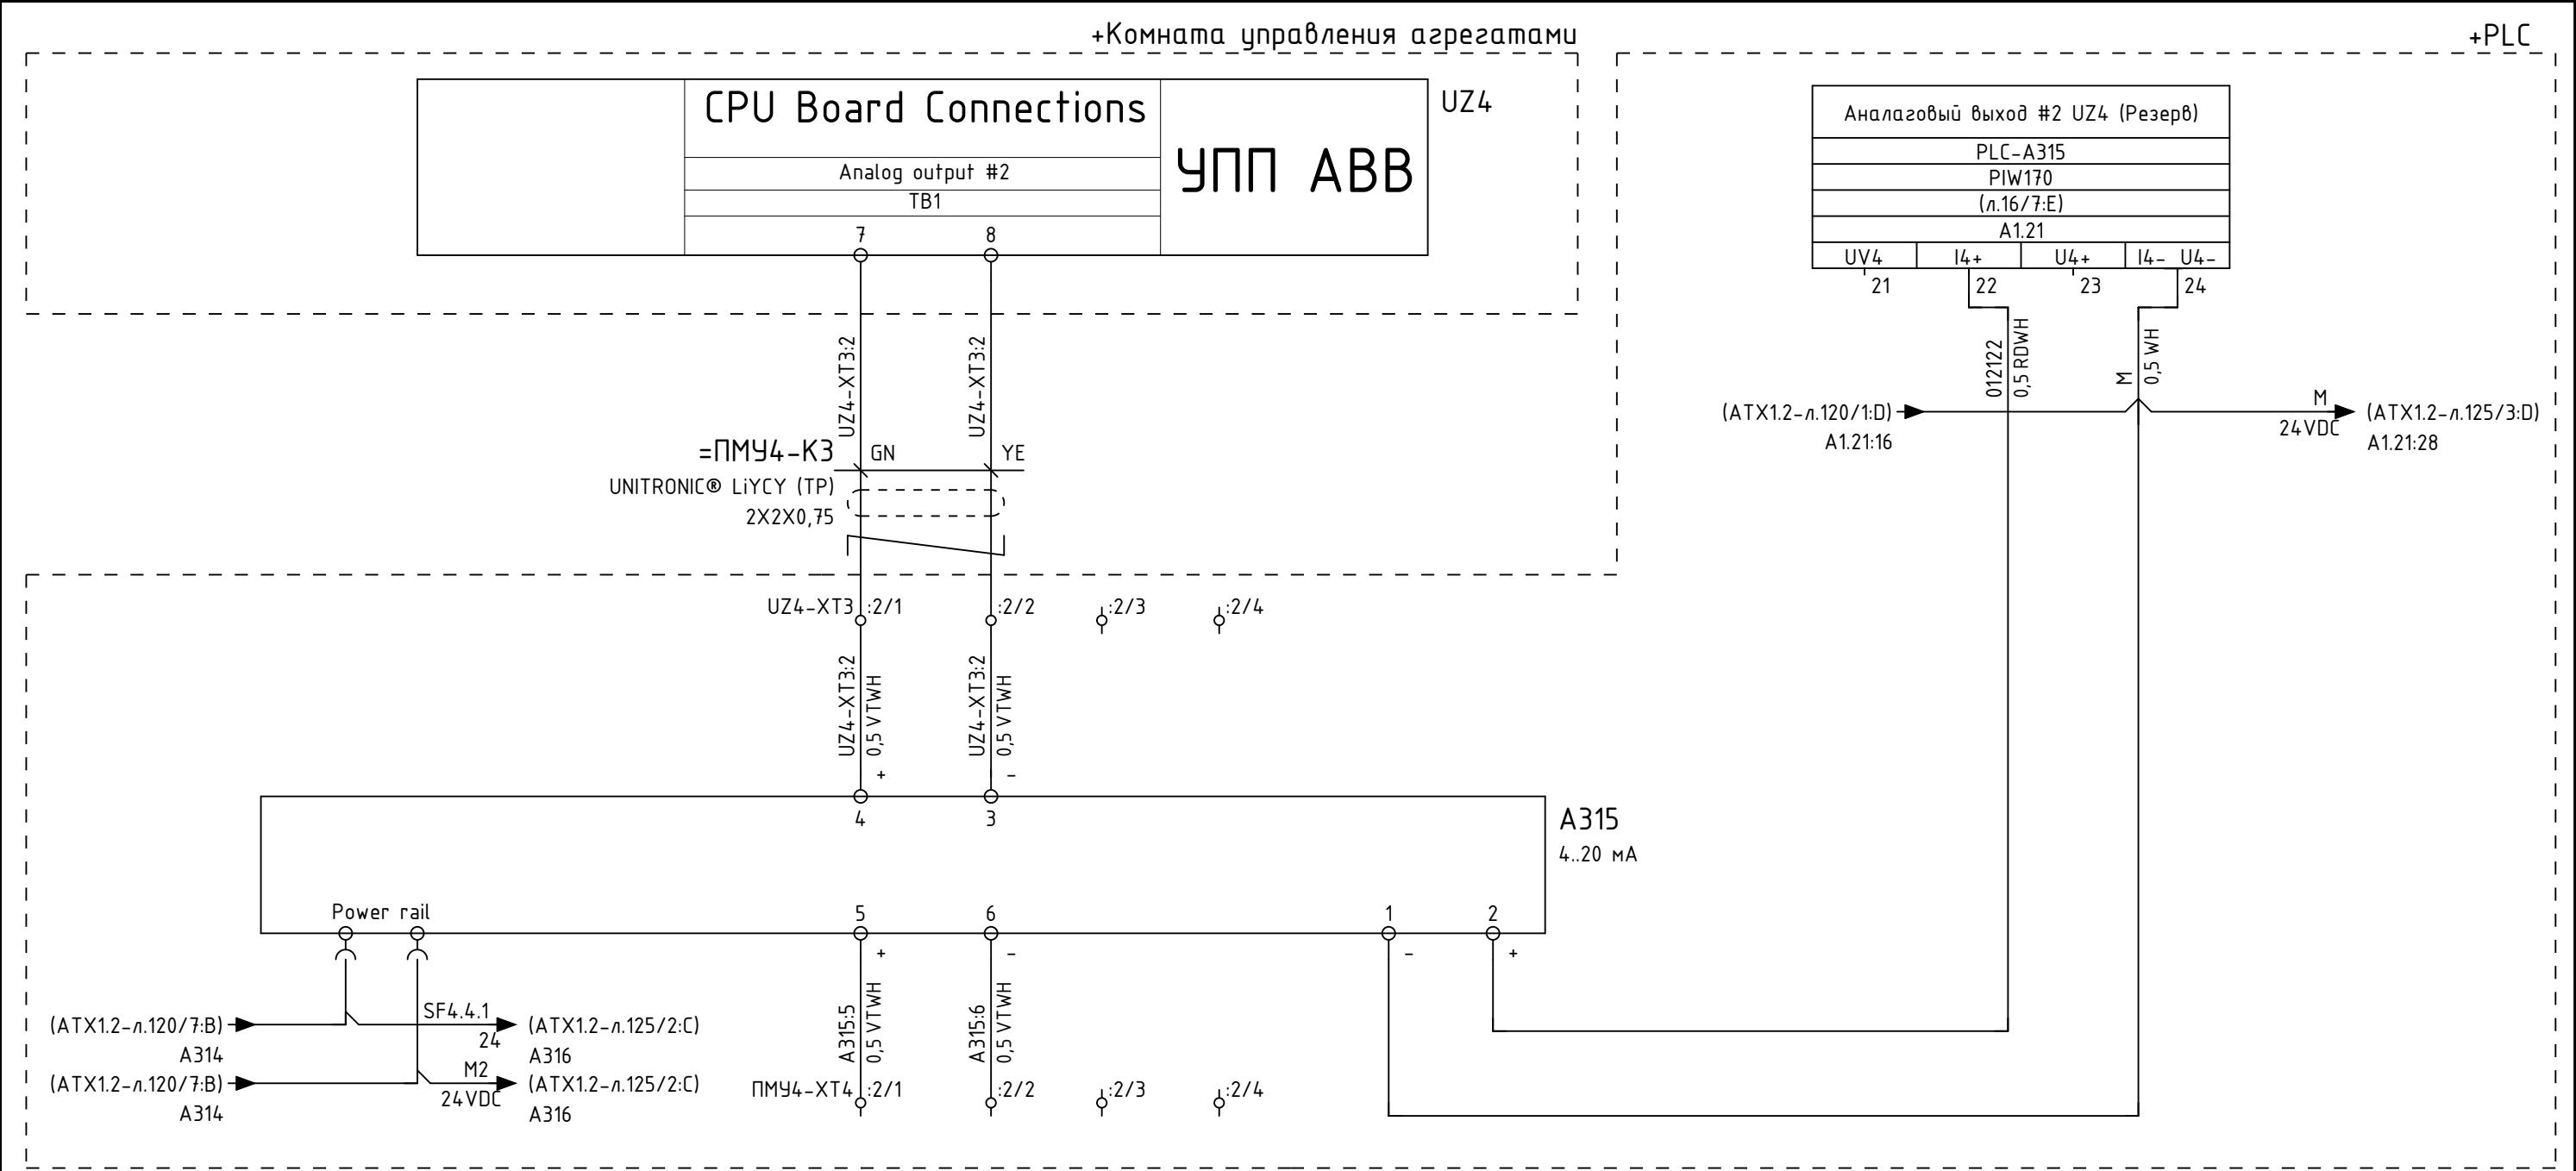 +Комната управления агрегатами
+PLC
CPU Board Connections
Analog output #2
TB1
7
8
УПП ABB
UZ4
Аналаговый выход #2 UZ4 (Резерв)
PLC-A315
PIW170
(л.16/7:E)
A1.21
UV4
I4+
U4+
I4-
U4-
21
22
23
24
UZ4-XT3:2
UZ4-XT3:2
012122
0,5 RDWH
M
0,5 WH
(ATX1.2-л.120/1:D)
A1.21:16
M
24VDC
(ATX1.2-л.125/3:D)
A1.21:28
=ПМУ4-К3
GN
YE
UNITRONIC® LiYCY (TP)
2X2X0,75
UZ4-XT3
:2/1
:2/2
:2/3
:2/4
UZ4-XT3:2
0,5 VTWH
UZ4-XT3:2
0,5 VTWH
+
-
4
3
A315
4..20 мА
Power rail
5
6
1
2
+
-
-
+
A315:5
0,5 VTWH
A315:6
0,5 VTWH
(ATX1.2-л.120/7:B)
A314
SF4.4.1
24
(ATX1.2-л.125/2:C)
A316
(ATX1.2-л.120/7:B)
A314
M2
24VDC
(ATX1.2-л.125/2:C)
A316
ПМУ4-XT4
:2/1
:2/2
:2/3
:2/4